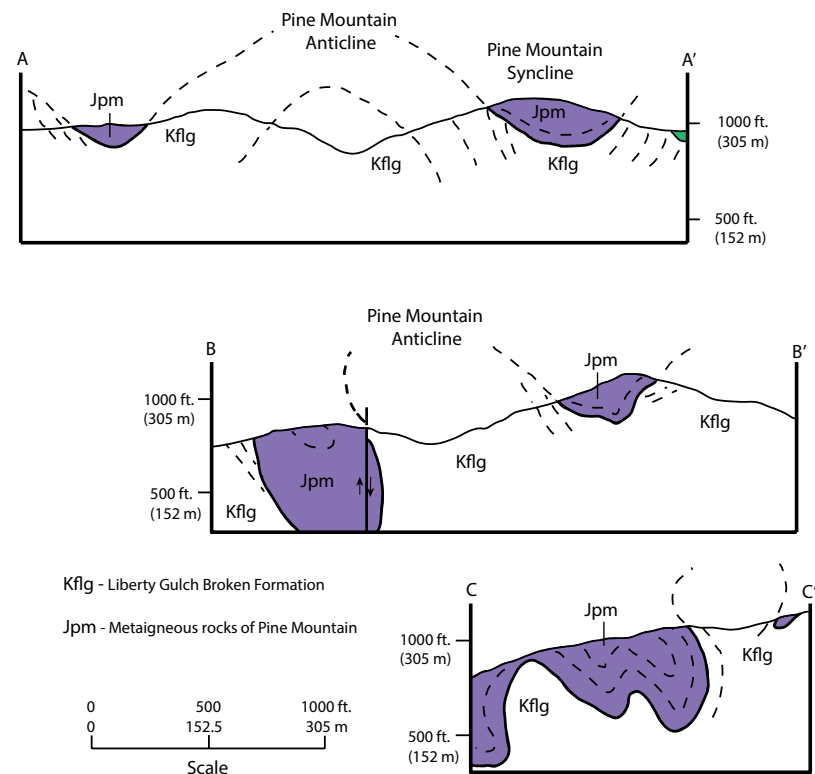 Pine Mountain
Anticline
Pine Mountain
Syncline
A
A'
Jpm
Jpm
Kflg
Kflg
Kflg
1000 ft.
(305 m)
500 ft.
(152 m)
Pine Mountain
Anticline
B
B'
Jpm
1000 ft.
(305 m)
Kflg
Kflg
Jpm
500 ft.
(152 m)
Kflg
Kflg - Liberty Gulch Broken Formation
Jpm - Metaigneous rocks of Pine Mountain
C
C'
Jpm
1000 ft.
(305 m)
Kflg
Kflg
500 ft.
(152 m)
0 500 1000 ft.
0 152.5 305 m
Scale